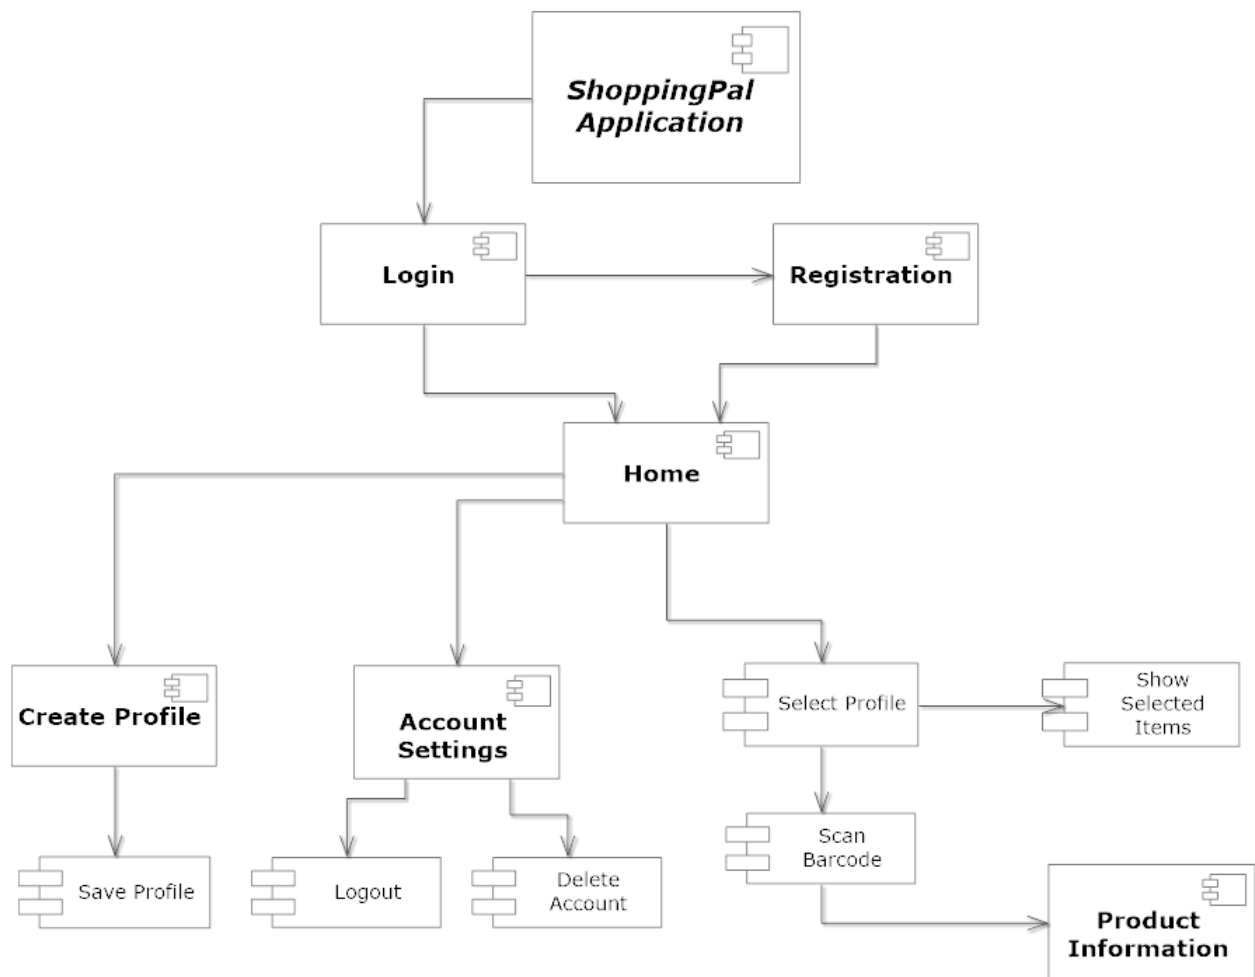 ShoppingPal
Application
Login
Registration
Home
Create Profile
Account
Settings
Select Profile
Show
Selected
Items
Save Profile
Logout
Delete
Account
Scan
Barcode
Product
Information